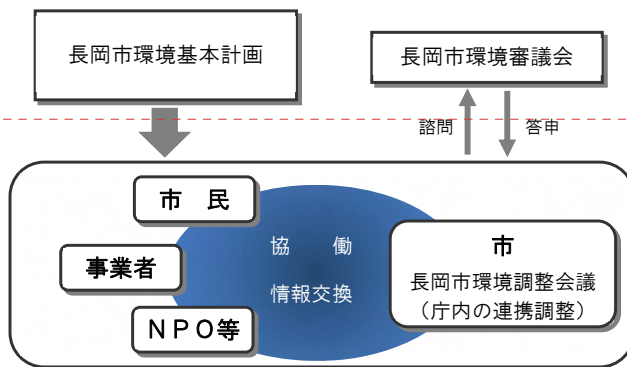 長岡市環境基本計画
長岡市環境審議会
諮問
答申
市　民
事業者
ＮＰＯ等
協　働
情報交換
市
長岡市環境調整会議
（庁内の連携調整）